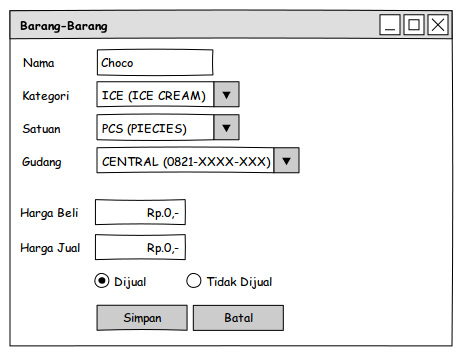 Barang-Barang
Nama Choco
Kategori ICE (ICE CREAM)
Satuan PCS (PIECIES)
Gudang CENTRAL (0821-XXXX-XXX)
Harga Beli Rp.0,-
Harga Jual Rp.0,-
Dijual Tidak Dijual
Simpan Batal